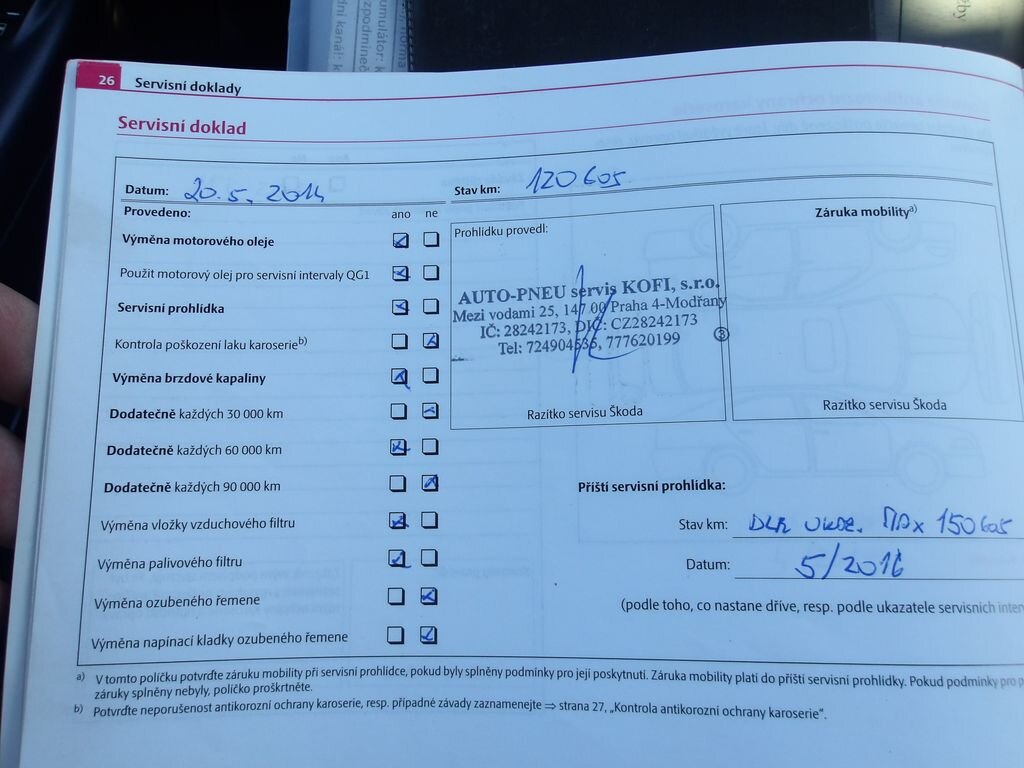 26 Servisní doklady
Servisní doklad
Datum: 20.5.2014 Stav km: 120605
Provedeno: ano ne
Výměna motorového oleje
Použit motorový olej pro servisní intervaly QG1
Servisní prohlídka
Kontrola poškození laku karoserie b)
Výměna brzdové kapaliny
Dodatečně každých 30 000 km
Dodatečně každých 60 000 km
Dodatečně každých 90 000 km
Výměna vložky vzduchového filtru
Výměna palivového filtru
Výměna ozubeného řemene
Výměna napínací kladky ozubeného řemene
Prohlídku provedl:
AUTO-PNEU servis KOFI, s.r.o.
Mezi vodami 25, 147 00 Praha 4-Modřany
IČ: 28242173, DIČ: CZ28242173
Tel: 724904535, 777620199
Razítko servisu Škoda
Záruka mobility a)
Razítko servisu Škoda
Příští servisní prohlídka:
Stav km: MAx 150605
Datum: 5/2016
(podle toho, co nastane dříve, resp. podle ukazatele servisních
a) V tomto políčku potvrďte záruku mobility při servisní prohlídce, pokud byly splněny podmínky pro její poskytnutí. Záruka mobility platí do příští servisní prohlídky. Pokud podmínky pro
záruky splněny nebyly, políčko proškrtněte.
b) Potvrďte neporušenost antikorozní ochrany karoserie, resp. případné závady zaznamenejte ⇒ strana 27, „Kontrola antikorozní ochrany karoserie“.